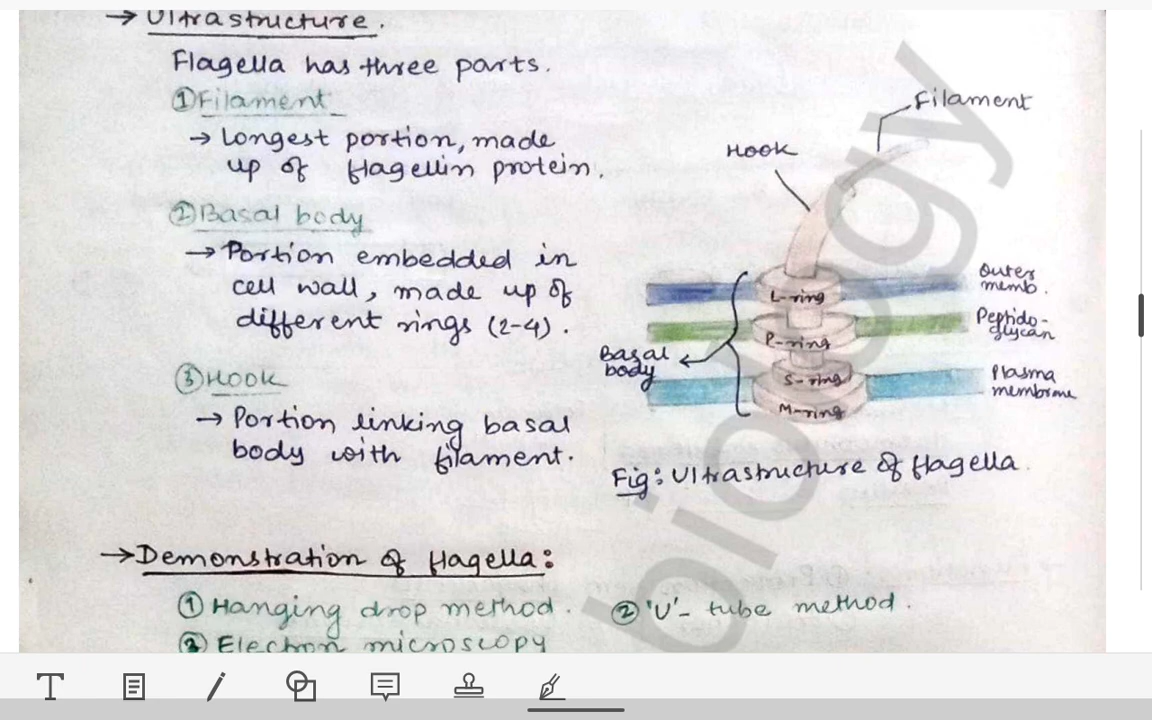 → Ultrastructure.
Flagella has three parts.
① Filament
→ Longest portion, made
up of flagellin protein.
② Basal body
→ Portion embedded in
cell wall, made up of
different rings (2-4).
③ Hook
→ Portion linking basal
body with filament.
Filament
Hook
L-ring
P-ring
S-ring
M-ring
Outer
memb.
Peptido-
glycan
Plasma
membrane
Basal
body
Fig: Ultrastructure of flagella.
→ Demonstration of flagella:
① Hanging drop method. ② 'U'- tube method.
③ Electron microscopy
biology
T